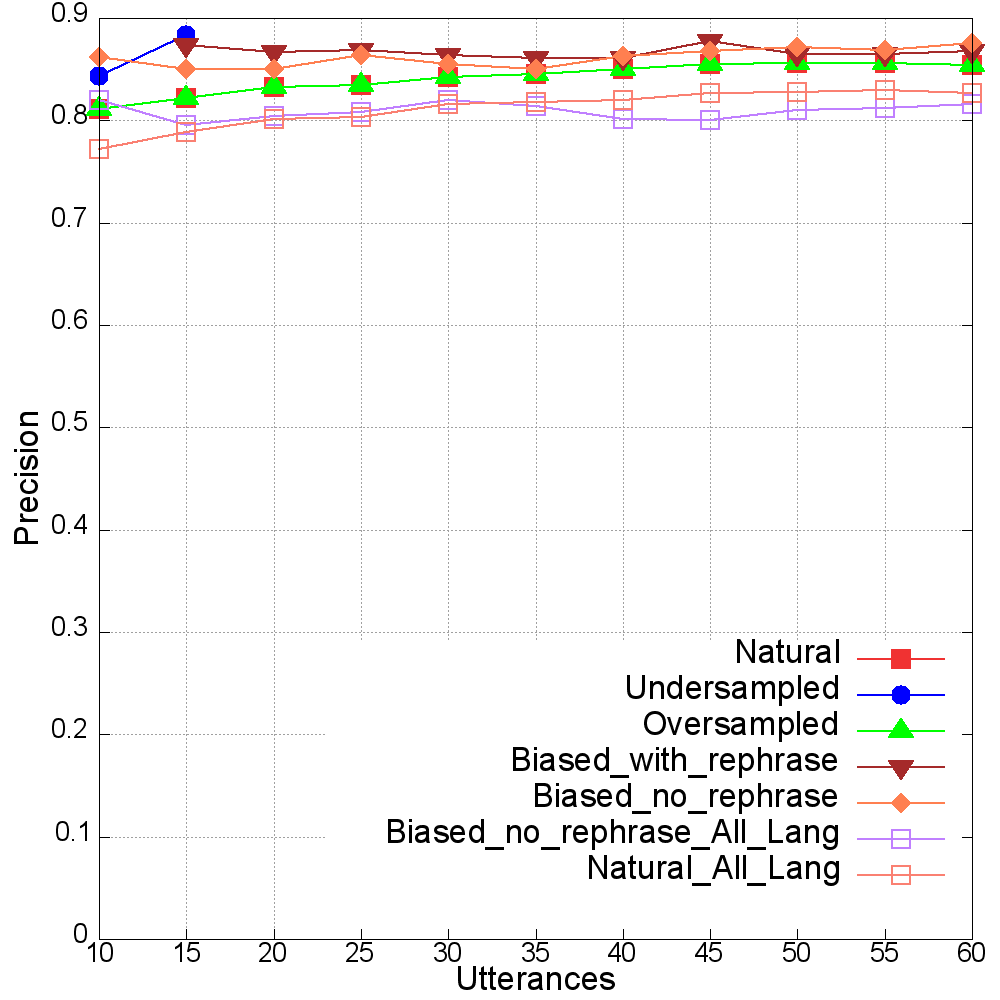 0.9
0.8
0.7
0.6
0.5
0.4
0.3
0.2
0.1
0
Precision
Natural
Undersampled
Oversampled
Biased_with_rephrase
Biased_no_rephrase
Biased_no_rephrase_All_Lang
Natural_All_Lang
10 15 20 25 30 35 40 45 50 55 60
Utterances